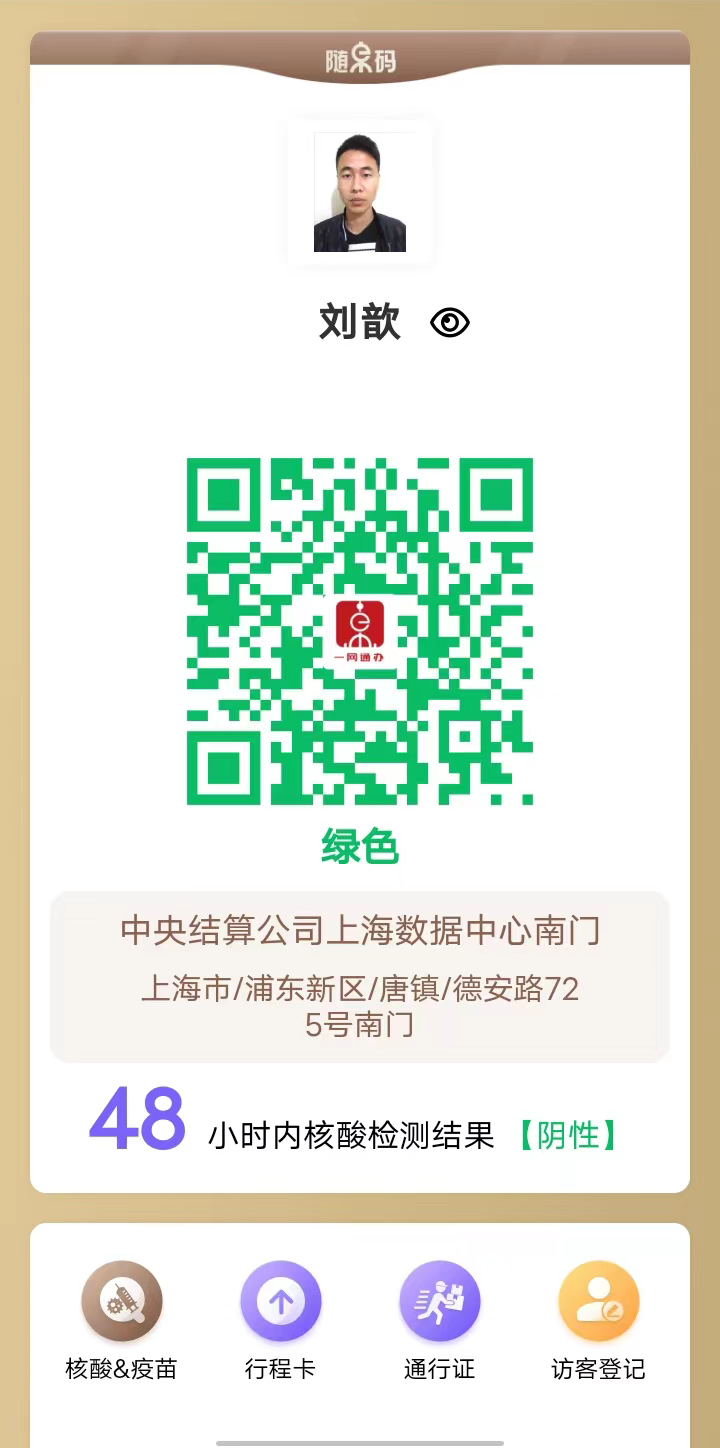 随申码
刘歆
一网通办
绿色
中央结算公司上海数据中心南门
上海市/浦东新区/唐镇/德安路72
5号南门
48 小时内核酸检测结果 【阴性】
核酸&疫苗 行程卡 通行证 访客登记